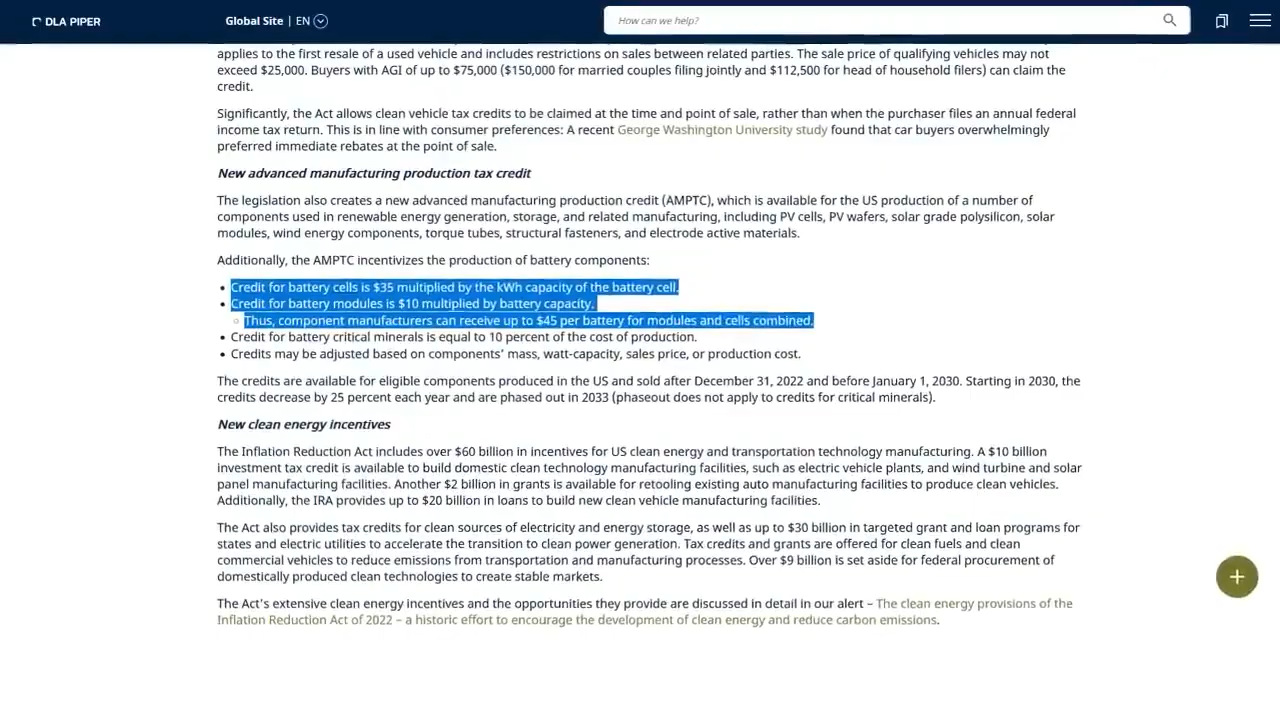 DLA PIPER
Global Site | EN
How can we help?
applies to the first resale of a used vehicle and includes restrictions on sales between related parties. The sale price of qualifying vehicles may not
exceed $25,000. Buyers with AGI of up to $75,000 ($150,000 for married couples filing jointly and $112,500 for head of household filers) can claim the
credit.
Significantly, the Act allows clean vehicle tax credits to be claimed at the time and point of sale, rather than when the purchaser files an annual federal
income tax return. This is in line with consumer preferences: A recent George Washington University study found that car buyers overwhelmingly
preferred immediate rebates at the point of sale.
New advanced manufacturing production tax credit
The legislation also creates a new advanced manufacturing production credit (AMPTC), which is available for the US production of a number of
components used in renewable energy generation, storage, and related manufacturing, including PV cells, PV wafers, solar grade polysilicon, solar
modules, wind energy components, torque tubes, structural fasteners, and electrode active materials.
Additionally, the AMPTC incentivizes the production of battery components:
• Credit for battery cells is $35 multiplied by the kWh capacity of the battery cell.
• Credit for battery modules is $10 multiplied by battery capacity.
○ Thus, component manufacturers can receive up to $45 per battery for modules and cells combined.
• Credit for battery critical minerals is equal to 10 percent of the cost of production.
• Credits may be adjusted based on components' mass, watt-capacity, sales price, or production cost.
The credits are available for eligible components produced in the US and sold after December 31, 2022 and before January 1, 2030. Starting in 2030, the
credits decrease by 25 percent each year and are phased out in 2033 (phaseout does not apply to credits for critical minerals).
New clean energy incentives
The Inflation Reduction Act includes over $60 billion in incentives for US clean energy and transportation technology manufacturing. A $10 billion
investment tax credit is available to build domestic clean technology manufacturing facilities, such as electric vehicle plants, and wind turbine and solar
panel manufacturing facilities. Another $2 billion in grants is available for retooling existing auto manufacturing facilities to produce clean vehicles.
Additionally, the IRA provides up to $20 billion in loans to build new clean vehicle manufacturing facilities.
The Act also provides tax credits for clean sources of electricity and energy storage, as well as up to $30 billion in targeted grant and loan programs for
states and electric utilities to accelerate the transition to clean power generation. Tax credits and grants are offered for clean fuels and clean
commercial vehicles to reduce emissions from transportation and manufacturing processes. Over $9 billion is set aside for federal procurement of
domestically produced clean technologies to create stable markets.
The Act's extensive clean energy incentives and the opportunities they provide are discussed in detail in our alert – The clean energy provisions of the
Inflation Reduction Act of 2022 – a historic effort to encourage the development of clean energy and reduce carbon emissions.